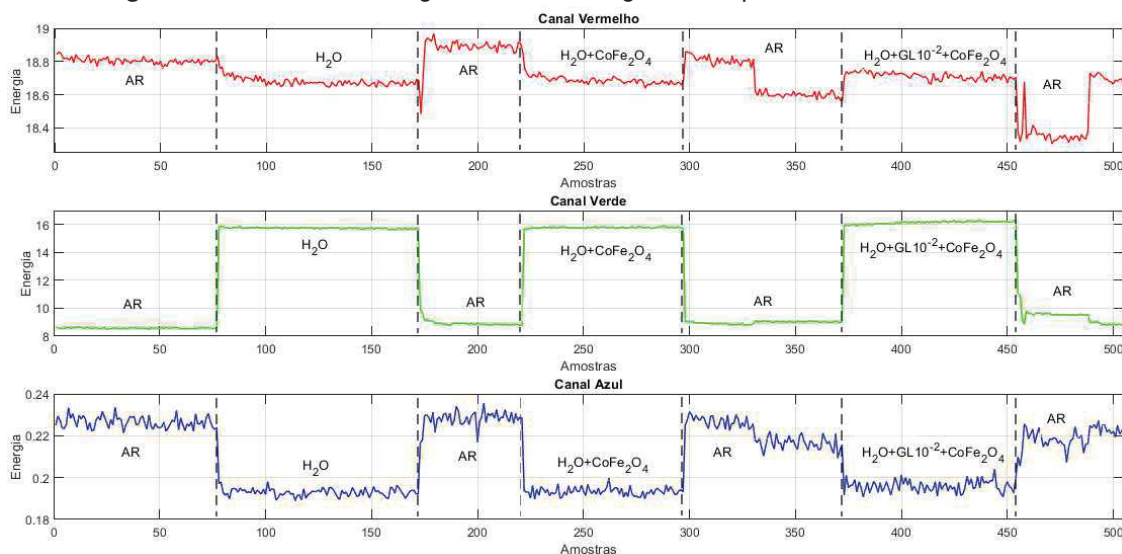 Canal Vermelho
Energia
19
18.8
18.6
18.4
AR
H₂O
AR
H₂O+CoFe₂O₄
AR
H₂O+GL10⁻²+CoFe₂O₄
AR
0 50 100 150 200 250 300 350 400 450 500
Amostras
Canal Verde
Energia
16
14
12
10
8
AR
H₂O
AR
H₂O+CoFe₂O₄
AR
H₂O+GL10⁻²+CoFe₂O₄
AR
0 50 100 150 200 250 300 350 400 450 500
Amostras
Canal Azul
Energia
0.24
0.22
0.2
0.18
AR
H₂O
AR
H₂O+CoFe₂O₄
AR
H₂O+GL10⁻²+CoFe₂O₄
AR
0 50 100 150 200 250 300 350 400 450 500
Amostras